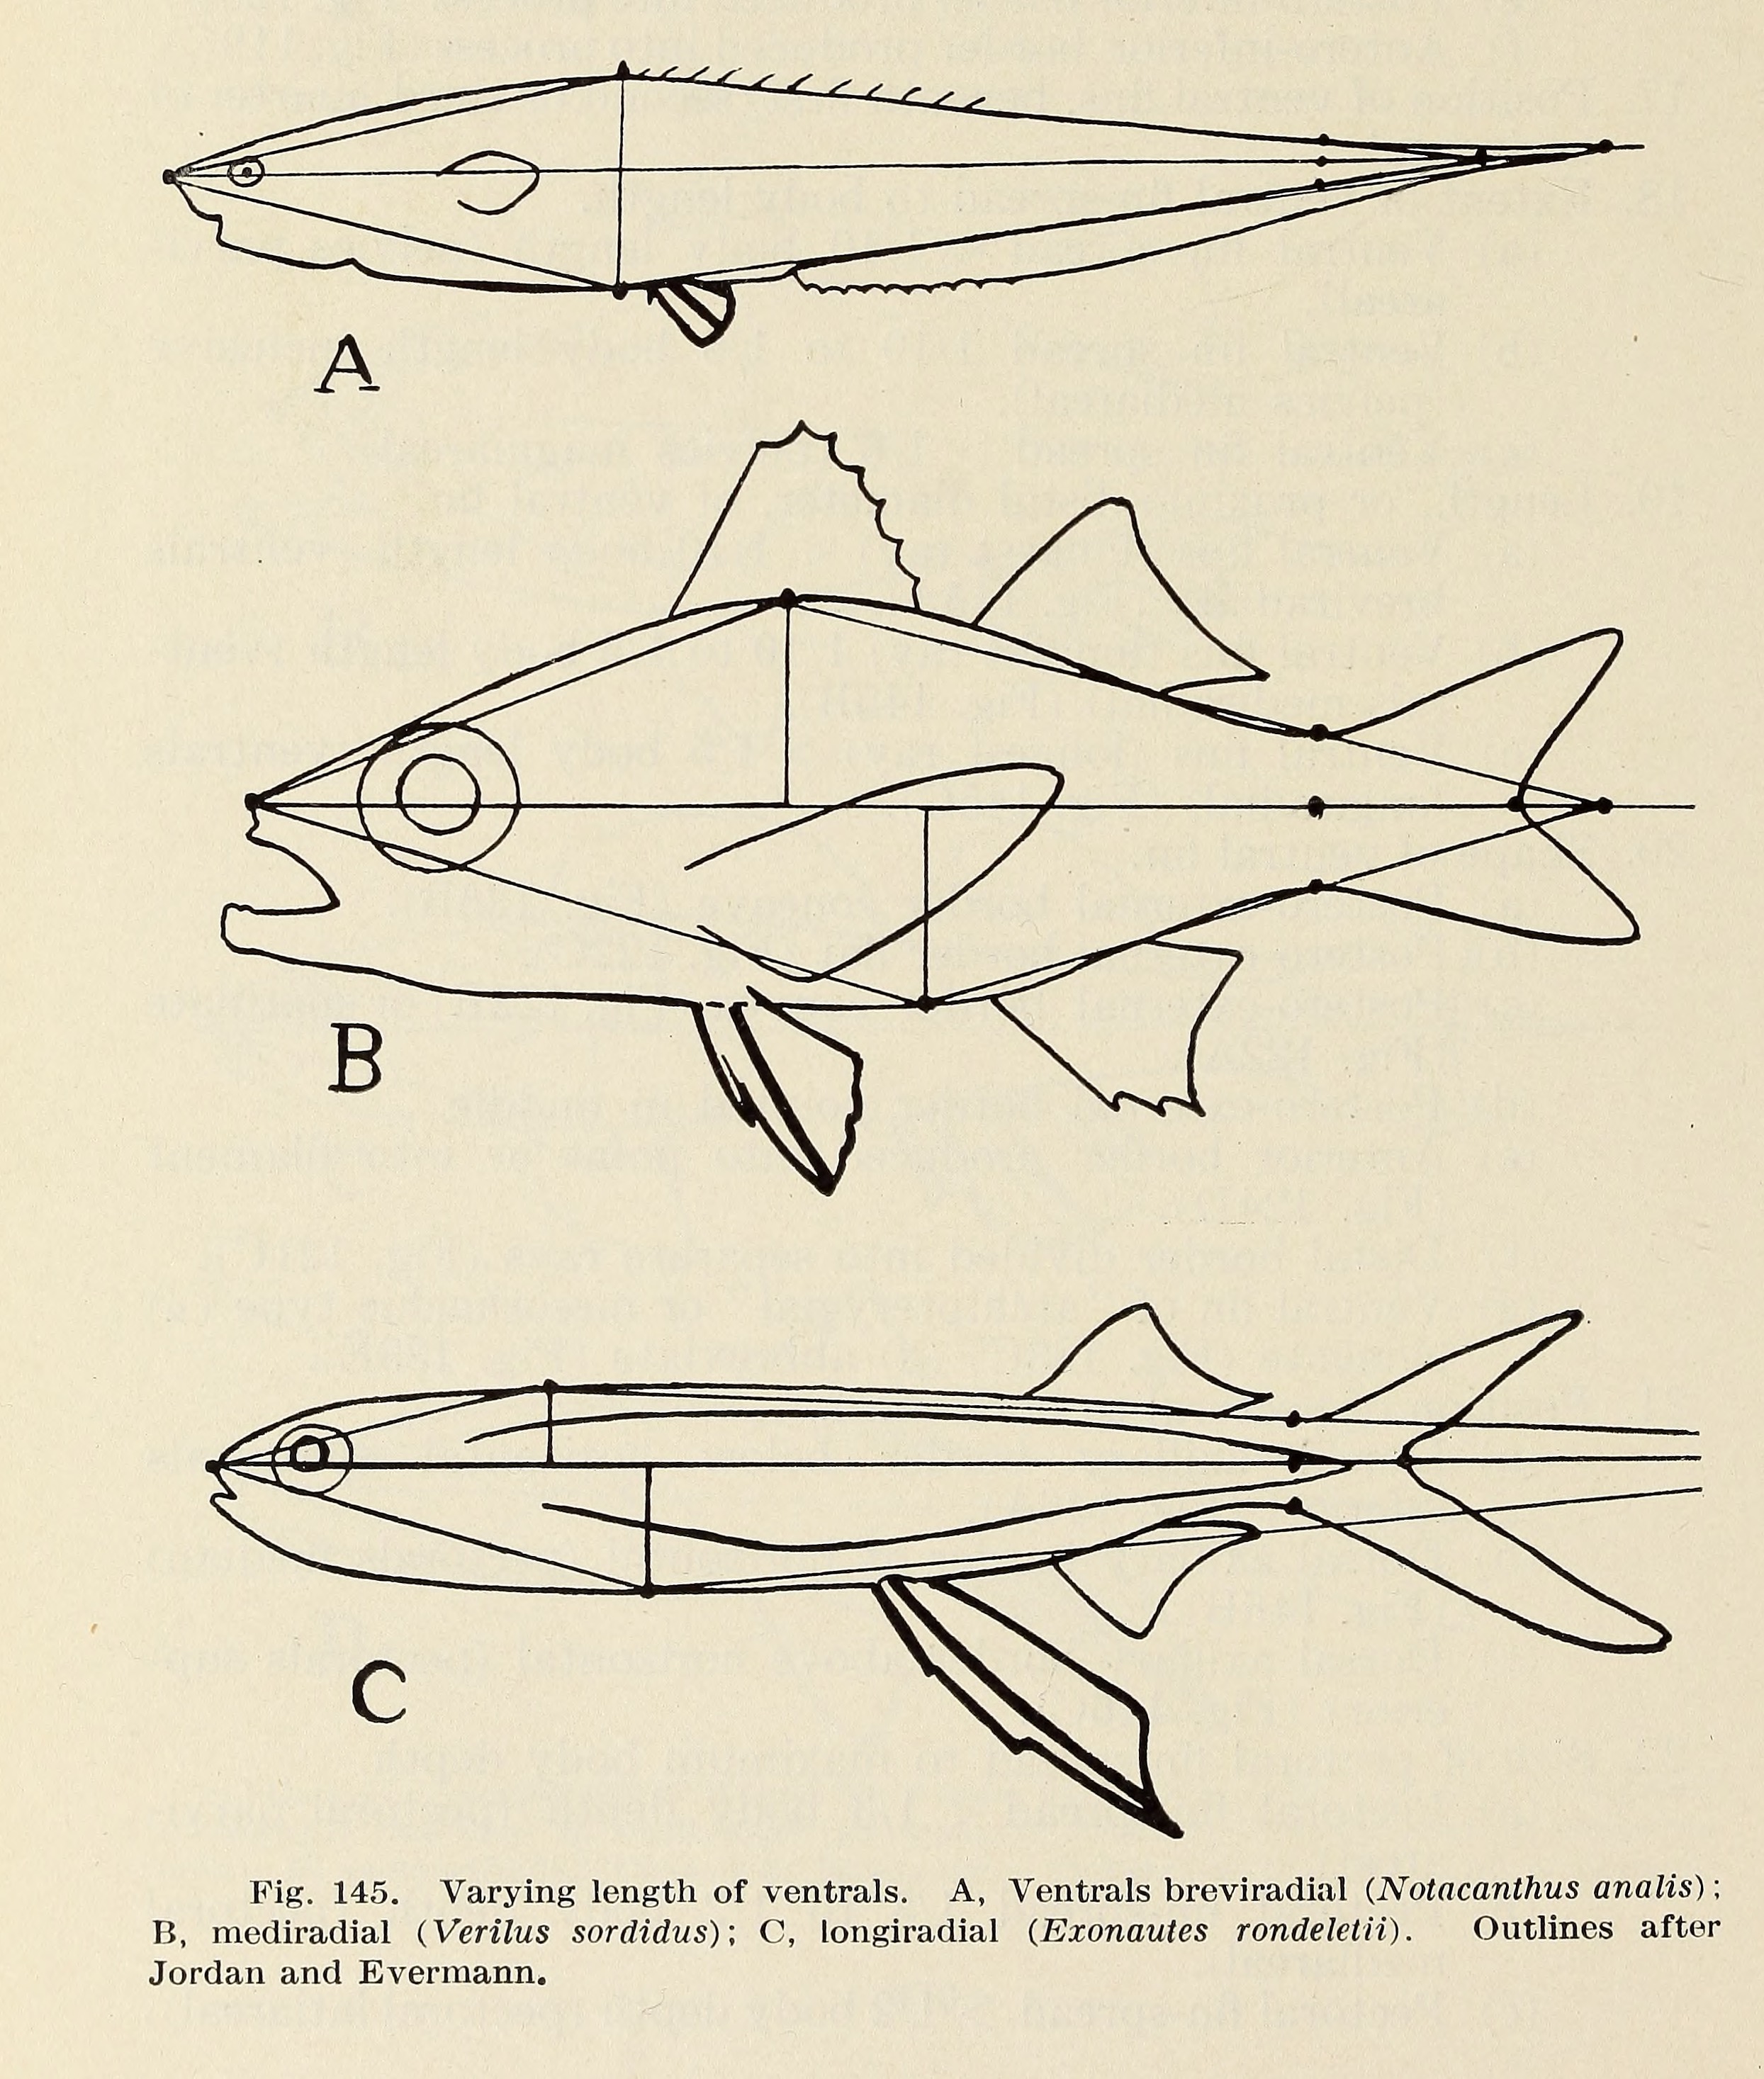 A
B
C
Fig. 145. Varying length of ventrals. A, Ventrals breviradial (Notacanthus analis);
B, mediradial (Verilus sordidus); C, longiradial (Exonautes rondeletii). Outlines after
Jordan and Evermann.